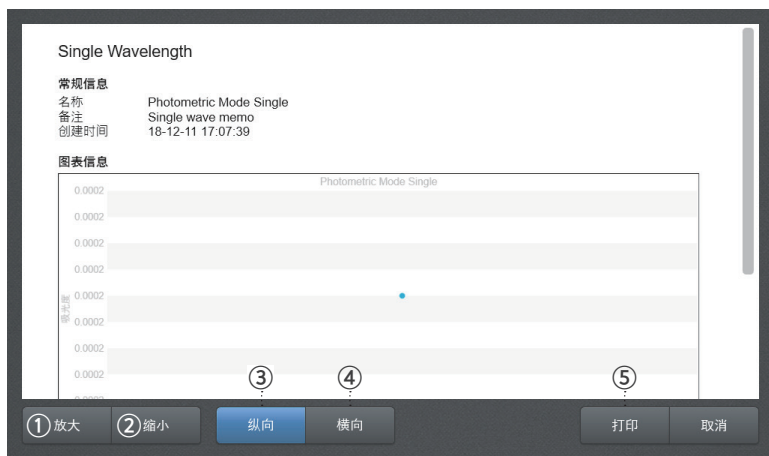 Single Wavelength
常规信息
名称 Photometric Mode Single
备注 Single wave memo
创建时间 18-12-11 17:07:39
图表信息
Photometric Mode Single
0.0002
0.0002
0.0002
0.0002
0.0002
0.0002
0.0002
0.0002
吸光度
③ ④ ⑤
①放大 ②缩小 纵向 横向 打印 取消